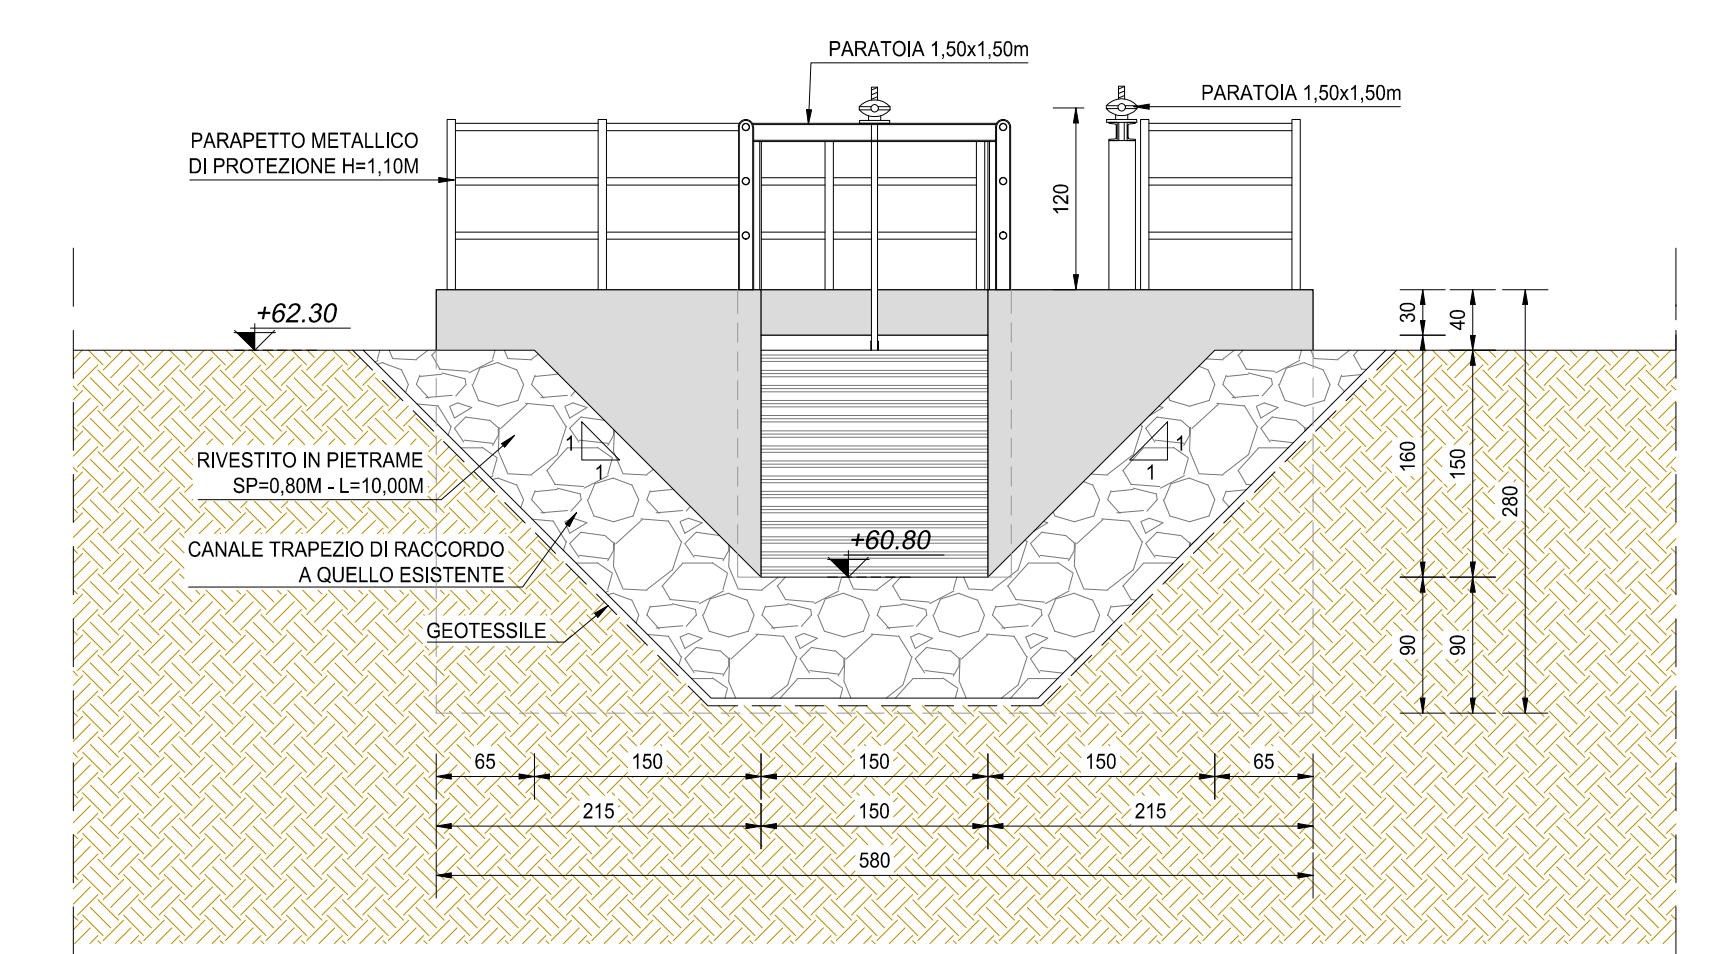 PARATOIA 1,50x1,50m
PARATOIA 1,50x1,50m
PARAPETTO METALLICO
DI PROTEZIONE H=1,10M
120
+62.30
30
40
1
1
1
1
RIVESTITO IN PIETRAME
SP=0,80M - L=10,00M
160
150
280
+60.80
CANALE TRAPEZIO DI RACCORDO
A QUELLO ESISTENTE
GEOTESSILE
90
90
65
150
150
150
65
215
150
215
580